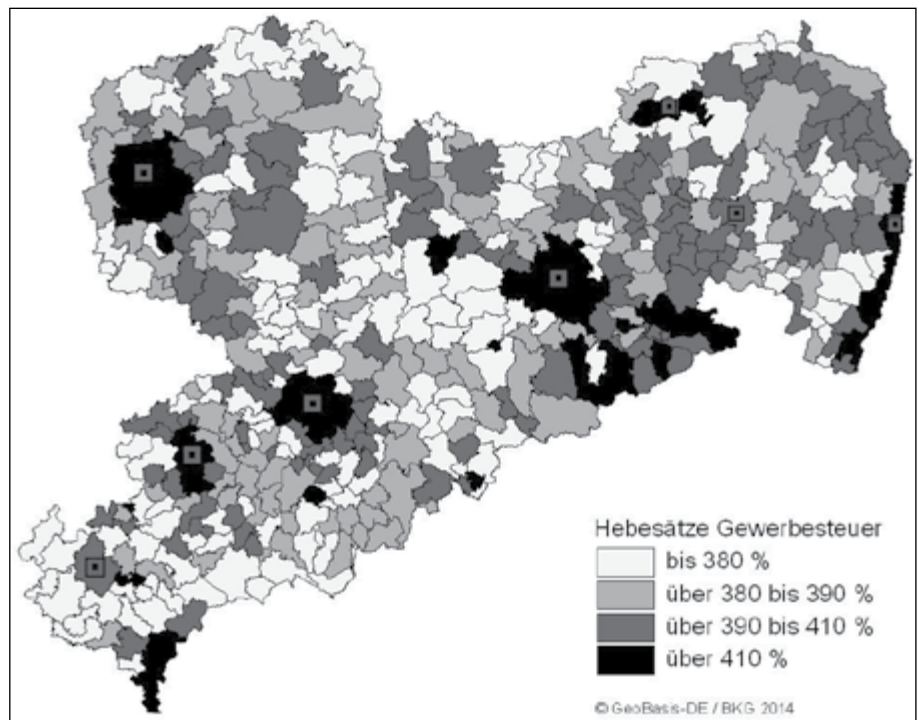 Hebesätze Gewerbesteuer
bis 380 %
über 380 bis 390 %
über 390 bis 410 %
über 410 %
© GeoBasis-DE / BKG 2014